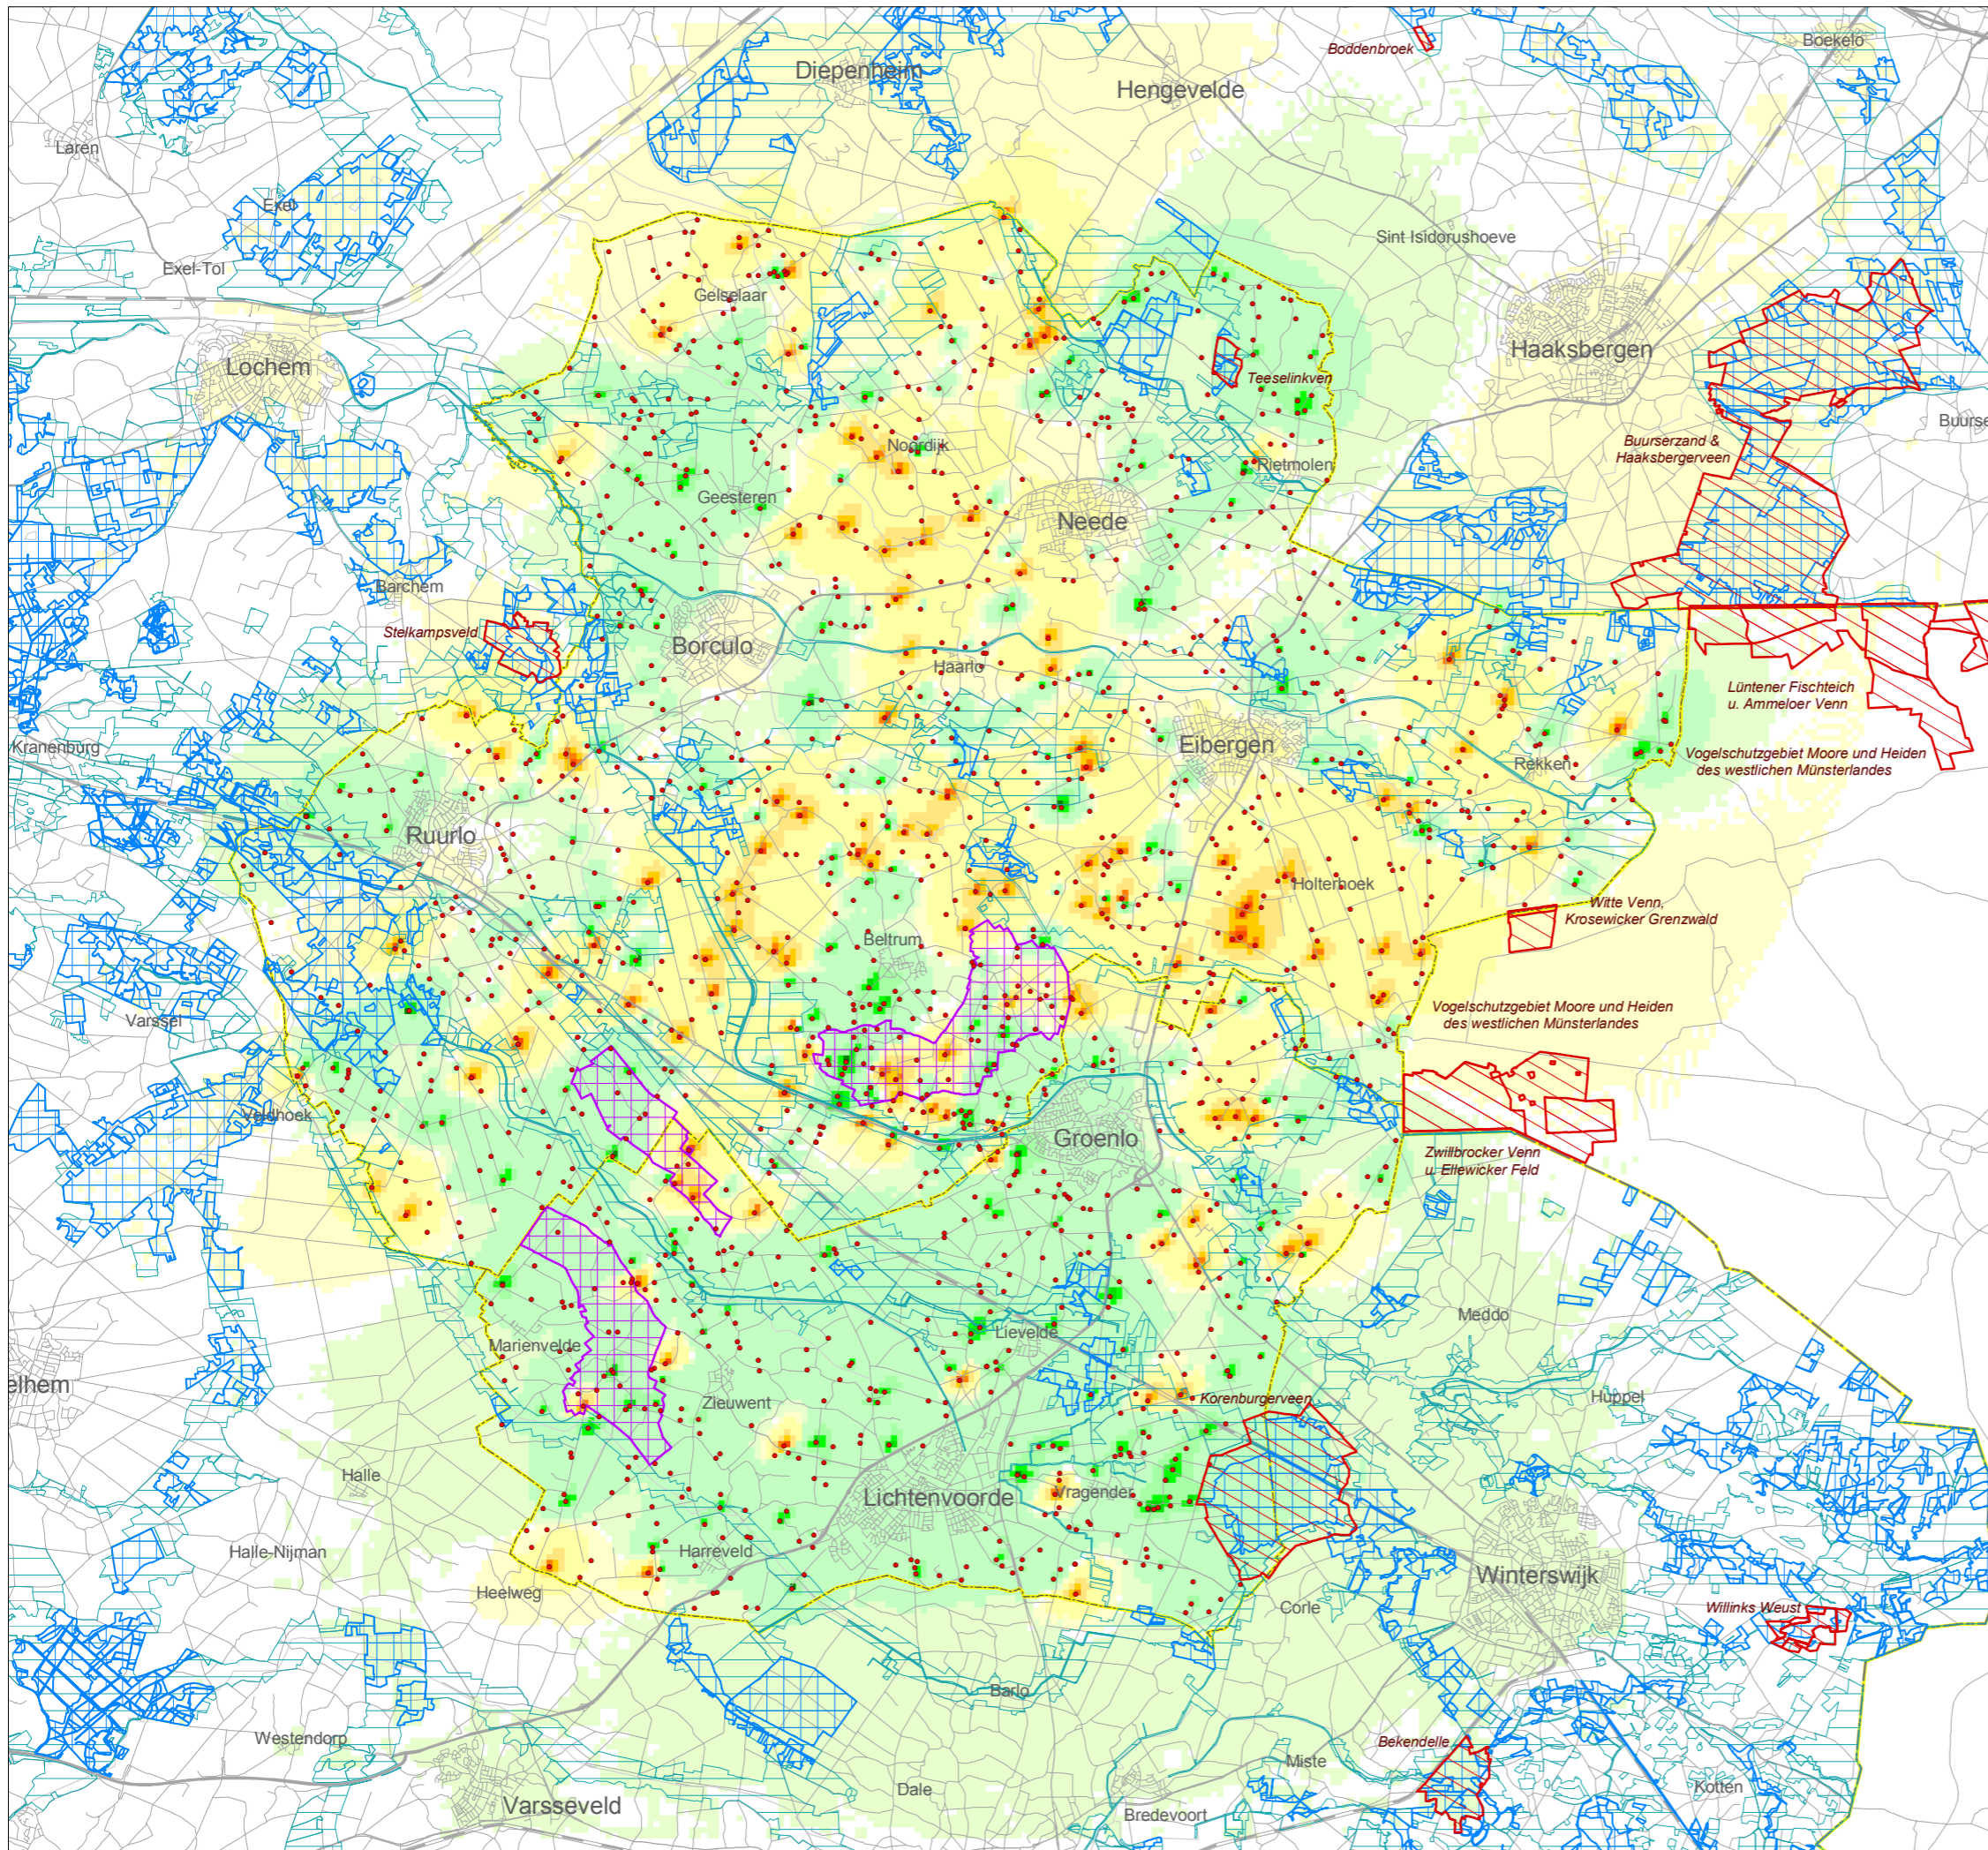 Boddenbroek
Boekelo
Diepenheim
Hengevelde
Laren
Exel
Sint Isidorushoeve
Exel-Tol
Gelselaar
Haaksbergen
Lochem
Teeselinkven
Buurse
Buurserzand &
Haaksbergerveen
Noordijk
Rietmolen
Geesteren
Neede
Barchem
Stelkampsveld
Borculo
Haarlo
Lüntener Fischteich
u. Ammeloer Venn
Kranenburg
Eibergen
Rekken
Vogelschutzgebiet Moore und Heiden
des westlichen Münsterlandes
Ruurlo
Holterhoek
Witte Venn,
Krosewicker Grenzwald
Beltrum
Varssel
Vogelschutzgebiet Moore und Heiden
des westlichen Münsterlandes
Veldhoek
Groenlo
Zwillbrocker Venn
u. Ellewicker Feld
Meddo
Lievelde
Marienvelde
elhem
Zieuwent
Korenburgerveen
Huppel
Halle
Lichtenvoorde
Vragender
Halle-Nijman
Harreveld
Heelweg
Winterswijk
Corle
Willinks Weust
Barlo
Westendorp
Bekendelle
Miste
Dale
Kotten
Varsseveld
Bredevoort